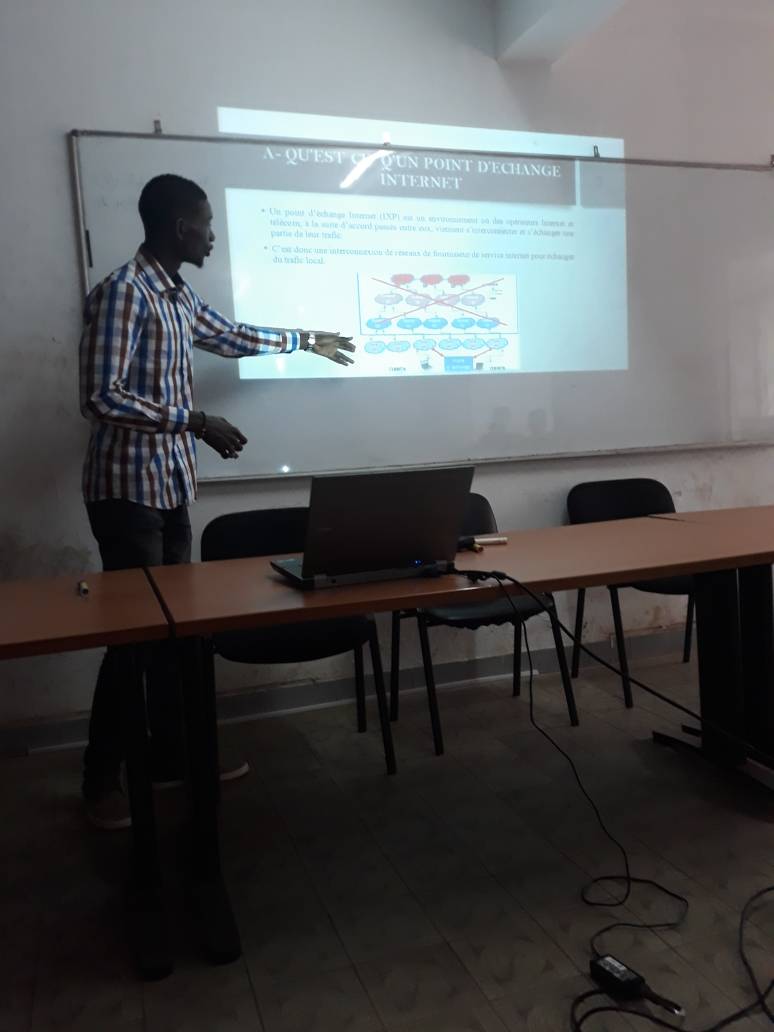 A- QU'EST CE QU'UN POINT D'ECHANGE
INTERNET
• Un point d'échange Internet (IXP) est un environnement où des opérateurs Internet et
télécom, à la suite d'accord passés entre eux, viennent s'interconnecter et s'échanger une
partie de leur trafic.
• C'est donc une interconnexion de réseaux de fournisseur de service internet pour échanger
du trafic local.